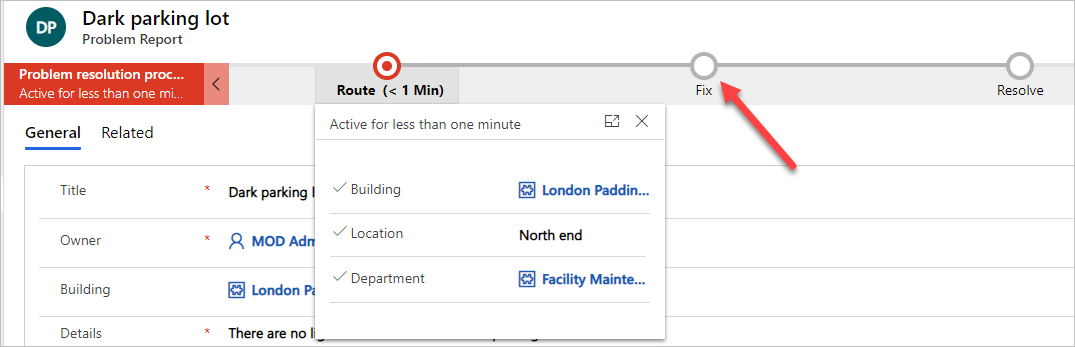 DP
Dark parking lot
Problem Report
Problem resolution proc...
Active for less than one mi...
Route (< 1 Min)
Fix
Resolve
General Related
Active for less than one minute
Title * Dark parking l
Building London Paddin...
Owner * MOD Adm
Location North end
Building London Pa
Department Facility Mainte...
Details * There are no lig